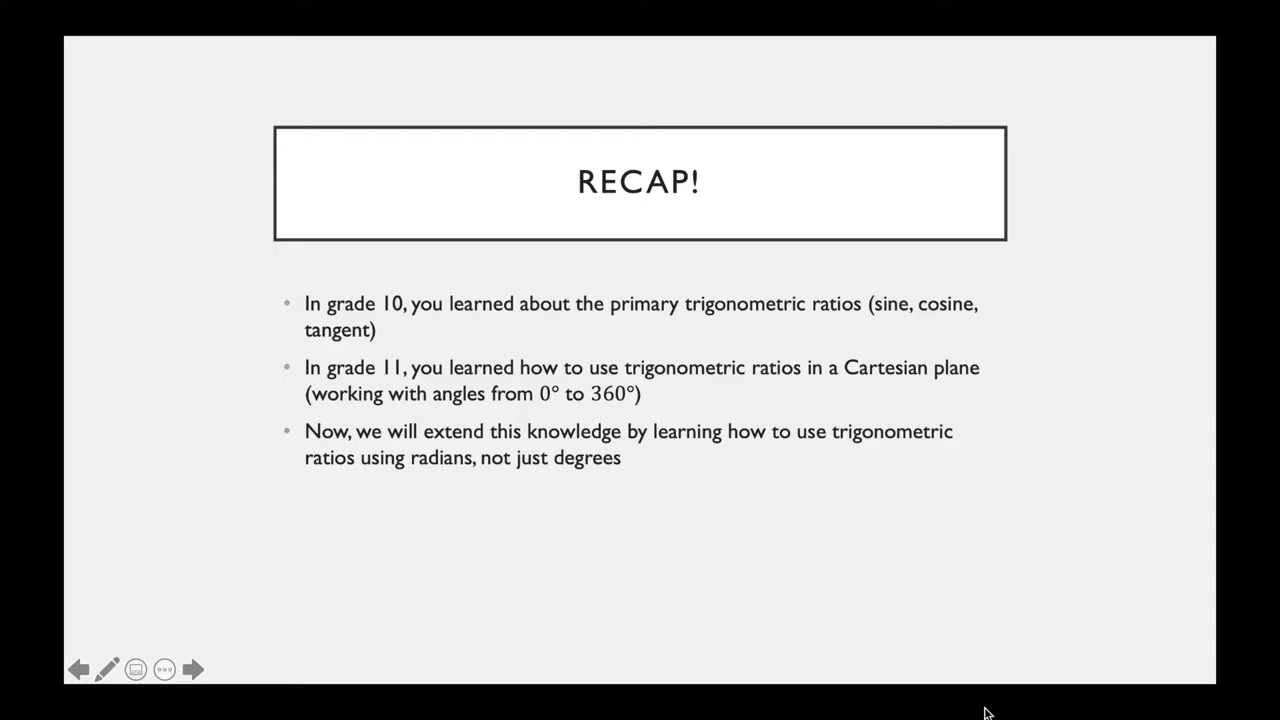 RECAP!
• In grade 10, you learned about the primary trigonometric ratios (sine, cosine,
tangent)
• In grade 11, you learned how to use trigonometric ratios in a Cartesian plane
(working with angles from 0° to 360°)
• Now, we will extend this knowledge by learning how to use trigonometric
ratios using radians, not just degrees